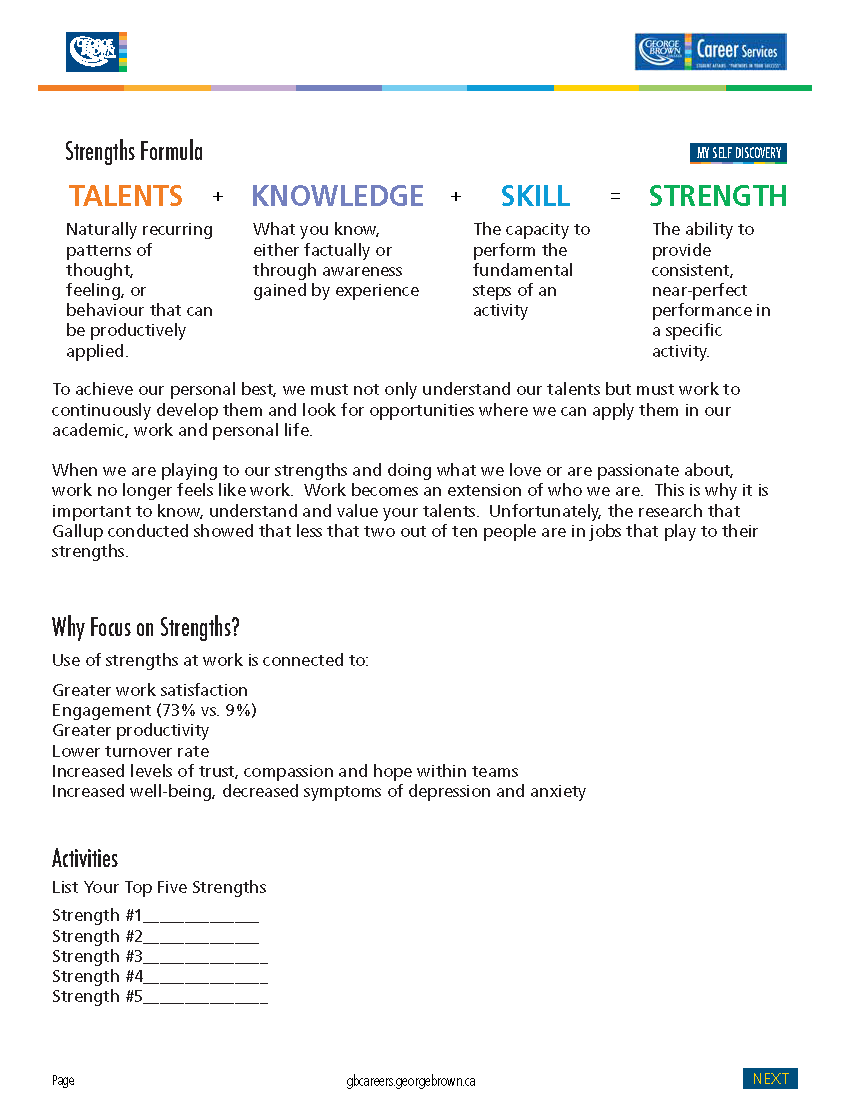 GEORGE
BROWN
GEORGE
BROWN
COLLEGE
Career Services
STUDENT AFFAIRS: "PARTNERS IN YOUR SUCCESS"
Strengths Formula
MY SELF DISCOVERY
TALENTS + KNOWLEDGE + SKILL = STRENGTH
Naturally recurring
patterns of
thought,
feeling, or
behaviour that can
be productively
applied.
What you know,
either factually or
through awareness
gained by experience
The capacity to
perform the
fundamental
steps of an
activity
The ability to
provide
consistent,
near-perfect
performance in
a specific
activity.
To achieve our personal best, we must not only understand our talents but must work to
continuously develop them and look for opportunities where we can apply them in our
academic, work and personal life.
When we are playing to our strengths and doing what we love or are passionate about,
work no longer feels like work.  Work becomes an extension of who we are.  This is why it is
important to know, understand and value your talents.  Unfortunately, the research that
Gallup conducted showed that less that two out of ten people are in jobs that play to their
strengths.
Why Focus on Strengths?
Use of strengths at work is connected to:
Greater work satisfaction
Engagement (73% vs. 9%)
Greater productivity
Lower turnover rate
Increased levels of trust, compassion and hope within teams
Increased well-being, decreased symptoms of depression and anxiety
Activities
List Your Top Five Strengths
Strength #1_____________
Strength #2_____________
Strength #3______________
Strength #4______________
Strength #5______________
Page
gbcareers.georgebrown.ca
NEXT